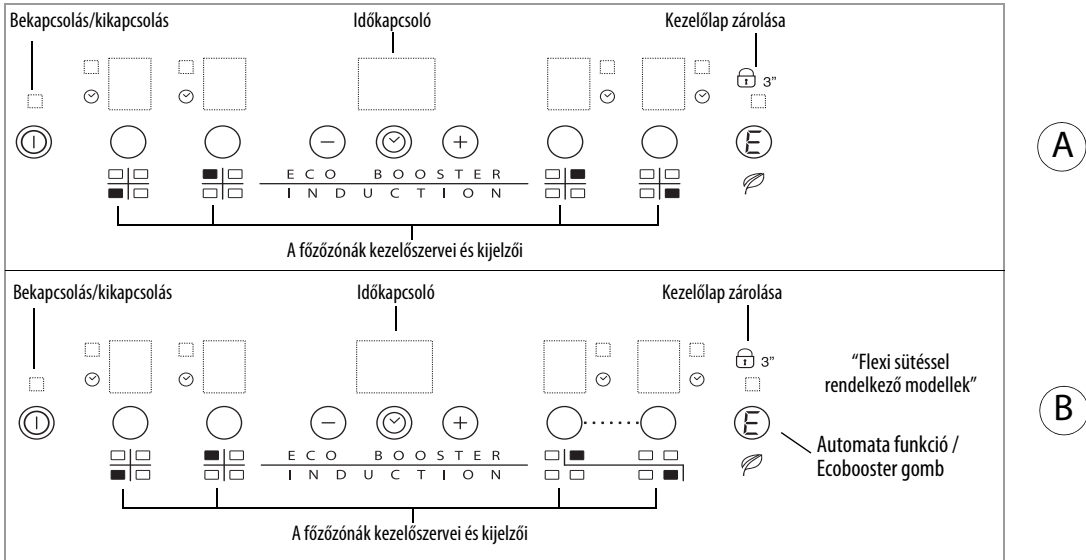 Bekapcsolás/kikapcsolás
Időkapcsoló
Kezelőlap zárolása
3”
E
ECO BOOSTER
INDUCTION
A főzőzónák kezelőszervei és kijelzői
A
Bekapcsolás/kikapcsolás
Időkapcsoló
Kezelőlap zárolása
3”
“Flexi sütéssel
rendelkező modellek”
E
Automata funkció /
Ecobooster gomb
ECO BOOSTER
INDUCTION
A főzőzónák kezelőszervei és kijelzői
B